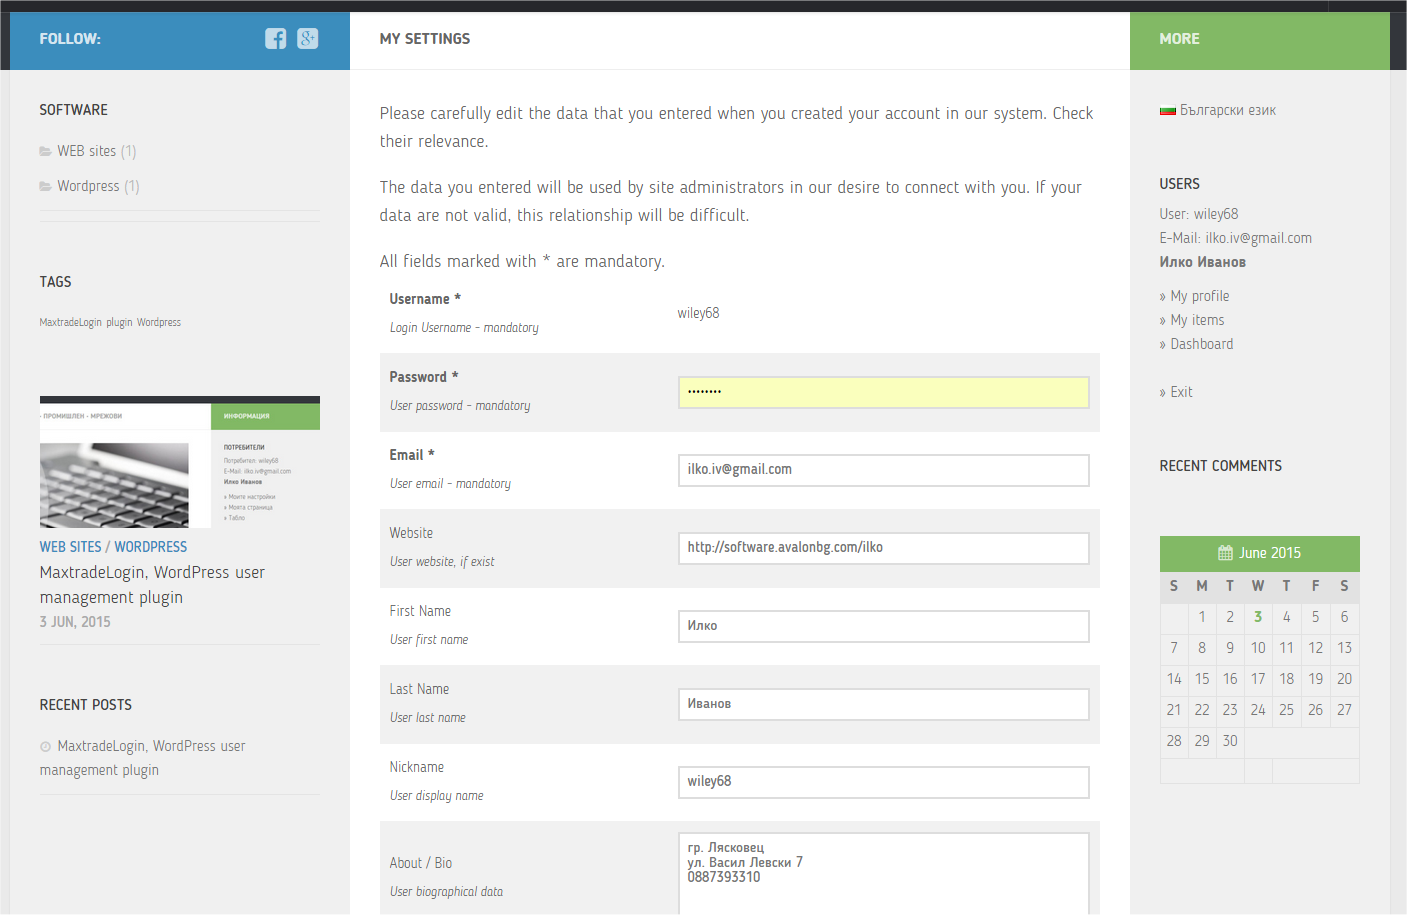 FOLLOW:
SOFTWARE
WEB sites (1)
Wordpress (1)
TAGS
MaxtradeLogin plugin Wordpress
- ПРОМИШЛЕН - МРЕЖОВИ
ИНФОРМАЦИЯ
ПОТРЕБИТЕЛИ
Потребител: wiley68
E-Mail: ilko.iv@gmail.com
Илко Иванов
» Моите настройки
» Моята страница
» Табло
WEB SITES / WORDPRESS
MaxtradeLogin, WordPress user
management plugin
3 JUN, 2015
RECENT POSTS
MaxtradeLogin, WordPress user
management plugin
MY SETTINGS
Please carefully edit the data that you entered when you created your account in our system. Check
their relevance.
The data you entered will be used by site administrators in our desire to connect with you. If your
data are not valid, this relationship will be difficult.
All fields marked with * are mandatory.
Username *
Login Username - mandatory
wiley68
Password *
User password - mandatory
••••••••
Email *
User email - mandatory
ilko.iv@gmail.com
Website
User website, if exist
http://software.avalonbg.com/ilko
First Name
User first name
Илко
Last Name
User last name
Иванов
Nickname
User display name
wiley68
About / Bio
User biographical data
гр. Лясковец
ул. Васил Левски 7
0887393310
MORE
Български език
USERS
User: wiley68
E-Mail: ilko.iv@gmail.com
Илко Иванов
» My profile
» My items
» Dashboard
» Exit
RECENT COMMENTS
June 2015
S M T W T F S
1 2 3 4 5 6
7 8 9 10 11 12 13
14 15 16 17 18 19 20
21 22 23 24 25 26 27
28 29 30